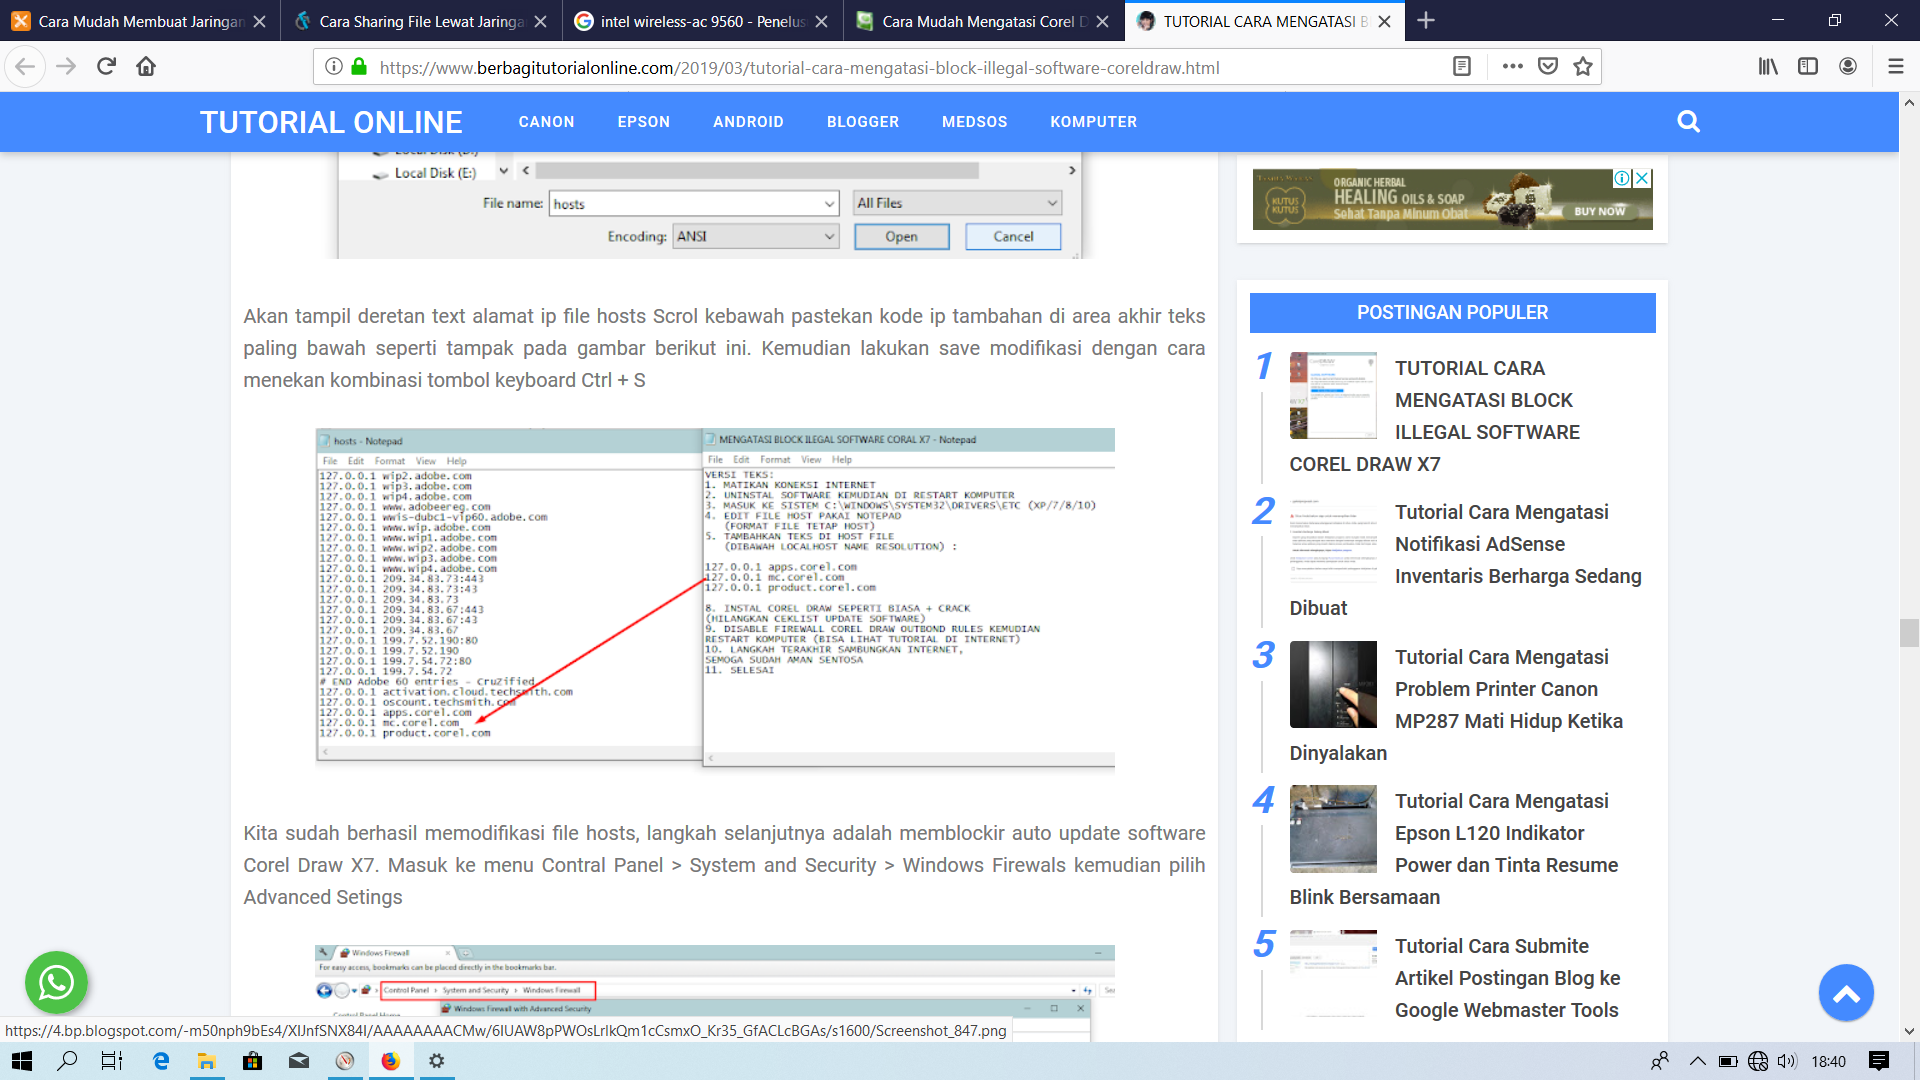 Cara Mudah Membuat Jaringan
Cara Sharing File Lewat Jaringa
intel wireless-ac 9560 - Penelus
Cara Mudah Mengatasi Corel D
TUTORIAL CARA MENGATASI B
https://www.berbagitutorialonline.com/2019/03/tutorial-cara-mengatasi-block-illegal-software-coreldraw.html
TUTORIAL ONLINE
CANON
EPSON
ANDROID
BLOGGER
MEDSOS
KOMPUTER
Local Disk (D:)
Local Disk (E:)
File name: hosts
All Files
Encoding: ANSI
Open
Cancel
Akan tampil deretan text alamat ip file hosts Scrol kebawah pastekan kode ip tambahan di area akhir teks
paling bawah seperti tampak pada gambar berikut ini. Kemudian lakukan save modifikasi dengan cara
menekan kombinasi tombol keyboard Ctrl + S
hosts - Notepad
File Edit Format View Help
127.0.0.1 wip2.adobe.com
127.0.0.1 wip3.adobe.com
127.0.0.1 wip4.adobe.com
127.0.0.1 www.adobeereg.com
127.0.0.1 wwis-dubc1-vip60.adobe.com
127.0.0.1 www.wip.adobe.com
127.0.0.1 www.wip1.adobe.com
127.0.0.1 www.wip2.adobe.com
127.0.0.1 www.wip3.adobe.com
127.0.0.1 www.wip4.adobe.com
127.0.0.1 209.34.83.73:443
127.0.0.1 209.34.83.73:43
127.0.0.1 209.34.83.73
127.0.0.1 209.34.83.67:443
127.0.0.1 209.34.83.67:43
127.0.0.1 209.34.83.67
127.0.0.1 199.7.52.190:80
127.0.0.1 199.7.52.190
127.0.0.1 199.7.54.72:80
127.0.0.1 199.7.54.72
# END Adobe 60 entries - CruZified
127.0.0.1 activation.cloud.techsmith.com
127.0.0.1 oscount.techsmith.com
127.0.0.1 apps.corel.com
127.0.0.1 mc.corel.com
127.0.0.1 product.corel.com
MENGATASI BLOCK ILEGAL SOFTWARE CORAL X7 - Notepad
File Edit Format View Help
VERSI TEKS:
1. MATIKAN KONEKSI INTERNET
2. UNINSTAL SOFTWARE KEMUDIAN DI RESTART KOMPUTER
3. MASUK KE SISTEM C:\WINDOWS\SYSTEM32\DRIVERS\ETC (XP/7/8/10)
4. EDIT FILE HOST PAKAI NOTEPAD
(FORMAT FILE TETAP HOST)
5. TAMBAHKAN TEKS DI HOST FILE
(DIBAWAH LOCALHOST NAME RESOLUTION) :
127.0.0.1 apps.corel.com
127.0.0.1 mc.corel.com
127.0.0.1 product.corel.com
8. INSTAL COREL DRAW SEPERTI BIASA + CRACK
(HILANGKAN CEKLIST UPDATE SOFTWARE)
9. DISABLE FIREWALL COREL DRAW OUTBOND RULES KEMUDIAN
RESTART KOMPUTER (BISA LIHAT TUTORIAL DI INTERNET)
10. LANGKAH TERAKHIR SAMBUNGKAN INTERNET,
SEMOGA SUDAH AMAN SENTOSA
11. SELESAI
Kita sudah berhasil memodifikasi file hosts, langkah selanjutnya adalah memblockir auto update software
Corel Draw X7. Masuk ke menu Contral Panel > System and Security > Windows Firewals kemudian pilih
Advanced Setings
Windows Firewall
For easy access, bookmarks can be placed directly in the bookmarks bar.
Control Panel › System and Security › Windows Firewall
Windows Firewall with Advanced Security
Control Panel Home
ORGANIC HERBAL
HEALING OILS & SOAP
Sehat Tanpa Minum Obat
KUTUS
KUTUS
BUY NOW
POSTINGAN POPULER
1
TUTORIAL CARA
MENGATASI BLOCK
ILLEGAL SOFTWARE
COREL DRAW X7
2
Tutorial Cara Mengatasi
Notifikasi AdSense
Inventaris Berharga Sedang
Dibuat
3
Tutorial Cara Mengatasi
Problem Printer Canon
MP287 Mati Hidup Ketika
Dinyalakan
4
Tutorial Cara Mengatasi
Epson L120 Indikator
Power dan Tinta Resume
Blink Bersamaan
5
Tutorial Cara Submite
Artikel Postingan Blog ke
Google Webmaster Tools
https://4.bp.blogspot.com/-m50nph9bEs4/XIJnfSNX84I/AAAAAAAACMw/6IUAW8pPWOsLrlkQm1cCsmxO_Kr35_GfACLcBGAs/s1600/Screenshot_847.png
18:40